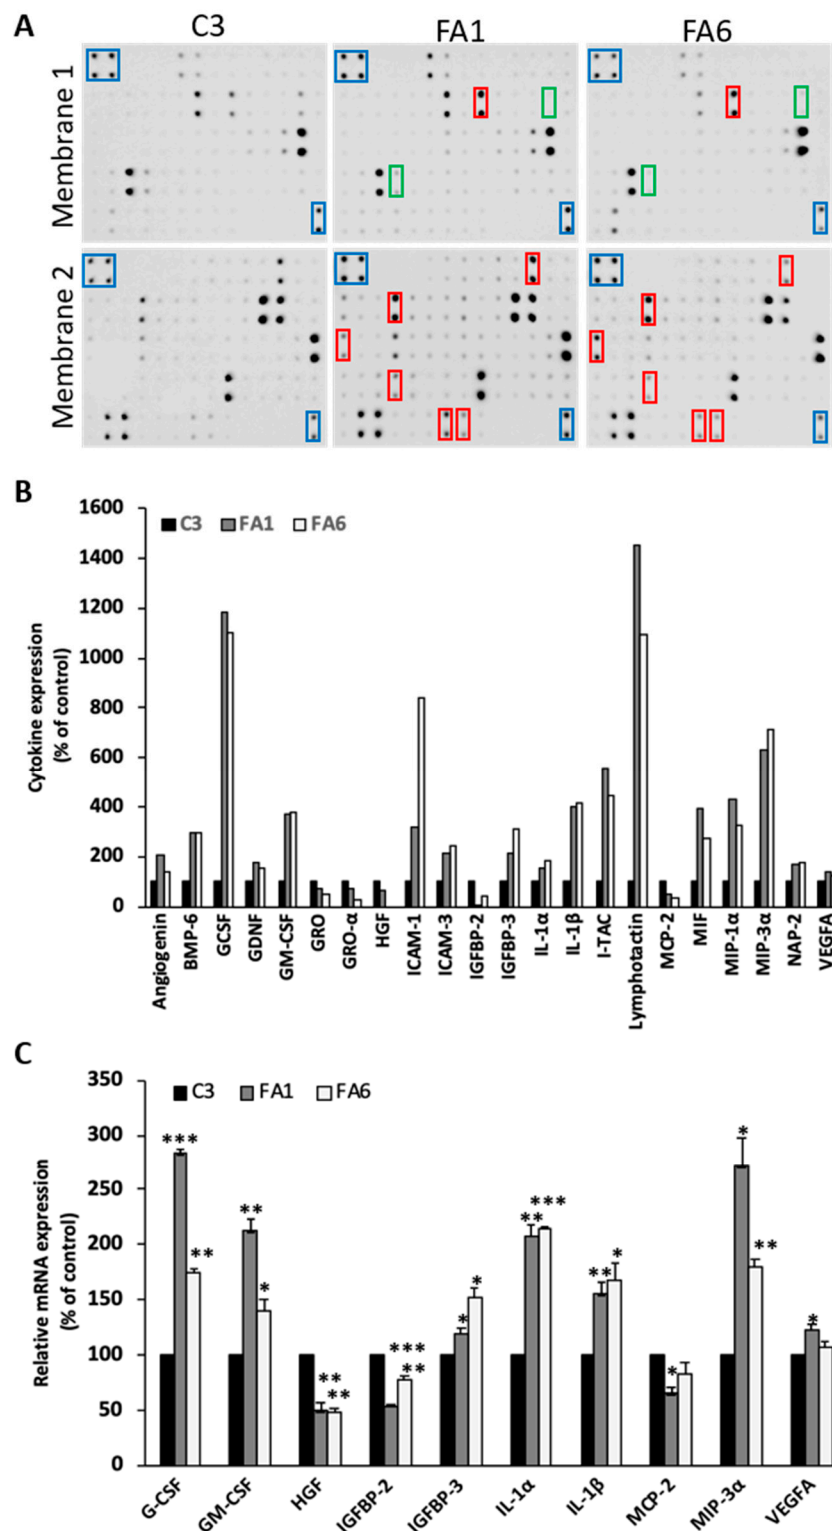 A
C3 FA1 FA6
Membrane 1
Membrane 2
B
1600
1400
1200
1000
800
600
400
200
0
Cytokine expression
(% of control)
C3 FA1 FA6
Angiogenin BMP-6 GCSF GDNF GM-CSF GRO GRO-α HGF ICAM-1 ICAM-3 IGFBP-2 IGFBP-3 IL-1α IL-1β I-TAC Lymphotactin MCP-2 MIF MIP-1α MIP-3α NAP-2 VEGFA
C
350
300
250
200
150
100
50
0
Relative mRNA expression
(% of control)
C3 FA1 FA6
*** ** ** * ** ** *** ** * * ** *** ** * * * ** *
G-CSF GM-CSF HGF IGFBP-2 IGFBP-3 IL-1α IL-1β MCP-2 MIP-3α VEGFA